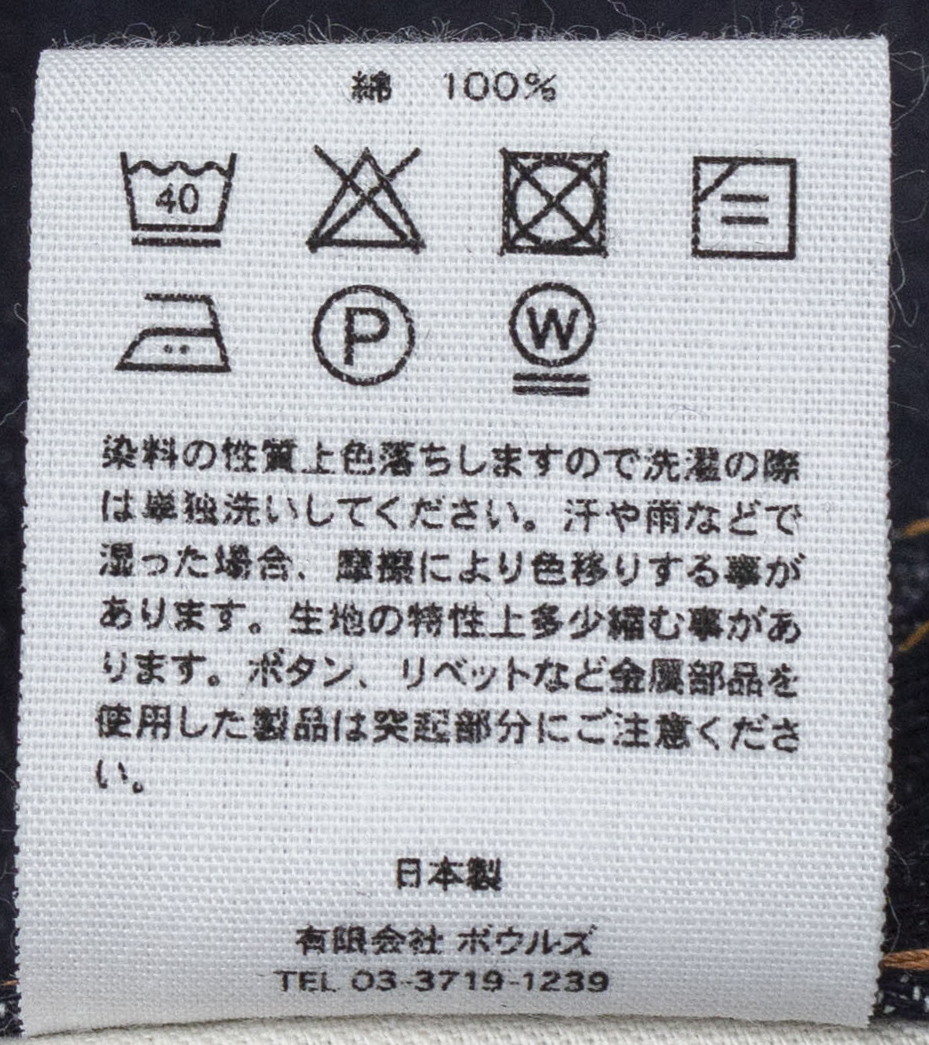 綿 100%
40
P
W
染料の性質上色落ちしますので洗濯の際
は単独洗いしてください。汗や雨などで
湿った場合、摩擦により色移りする事が
あります。生地の特性上多少縮む事があ
ります。ボタン、リベットなど金属部品を
使用した製品は突起部分にご注意くださ
い。
日本製
有限会社 ボウルズ
TEL 03-3719-1239